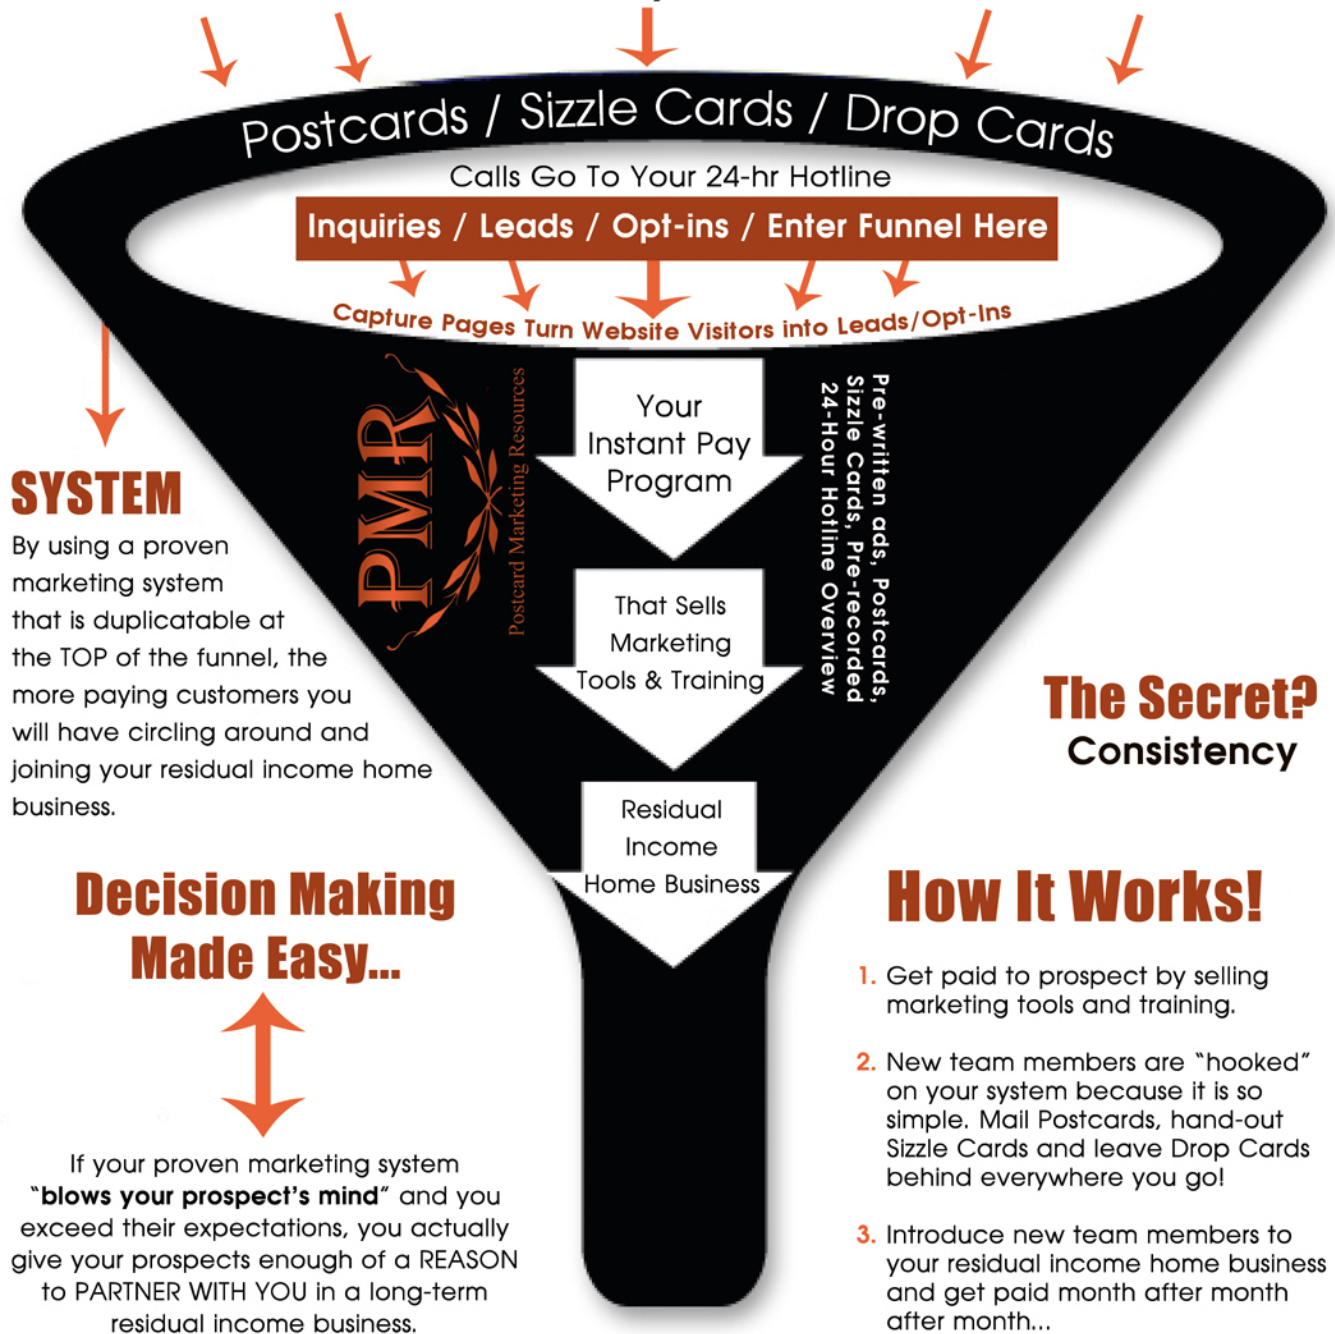 Postcards / Sizzle Cards / Drop Cards
Calls Go To Your 24-hr Hotline
Inquiries / Leads / Opt-ins / Enter Funnel Here
Capture Pages Turn Website Visitors into Leads/Opt-Ins
PMR
Postcard Marketing Resources
Your
Instant Pay
Program
Pre-written ads, Postcards,
Sizzle Cards, Pre-recorded
24-Hour Hotline Overview
That Sells
Marketing
Tools & Training
Residual
Income
Home Business
SYSTEM
By using a proven
marketing system
that is duplicatable at
the TOP of the funnel, the
more paying customers you
will have circling around and
joining your residual income home
business.
The Secret?
Consistency
Decision Making
Made Easy...
If your proven marketing system
“blows your prospect's mind” and you
exceed their expectations, you actually
give your prospects enough of a REASON
to PARTNER WITH YOU in a long-term
residual income business.
How It Works!
1. Get paid to prospect by selling
marketing tools and training.
2. New team members are “hooked”
on your system because it is so
simple. Mail Postcards, hand-out
Sizzle Cards and leave Drop Cards
behind everywhere you go!
3. Introduce new team members to
your residual income home business
and get paid month after month
after month...